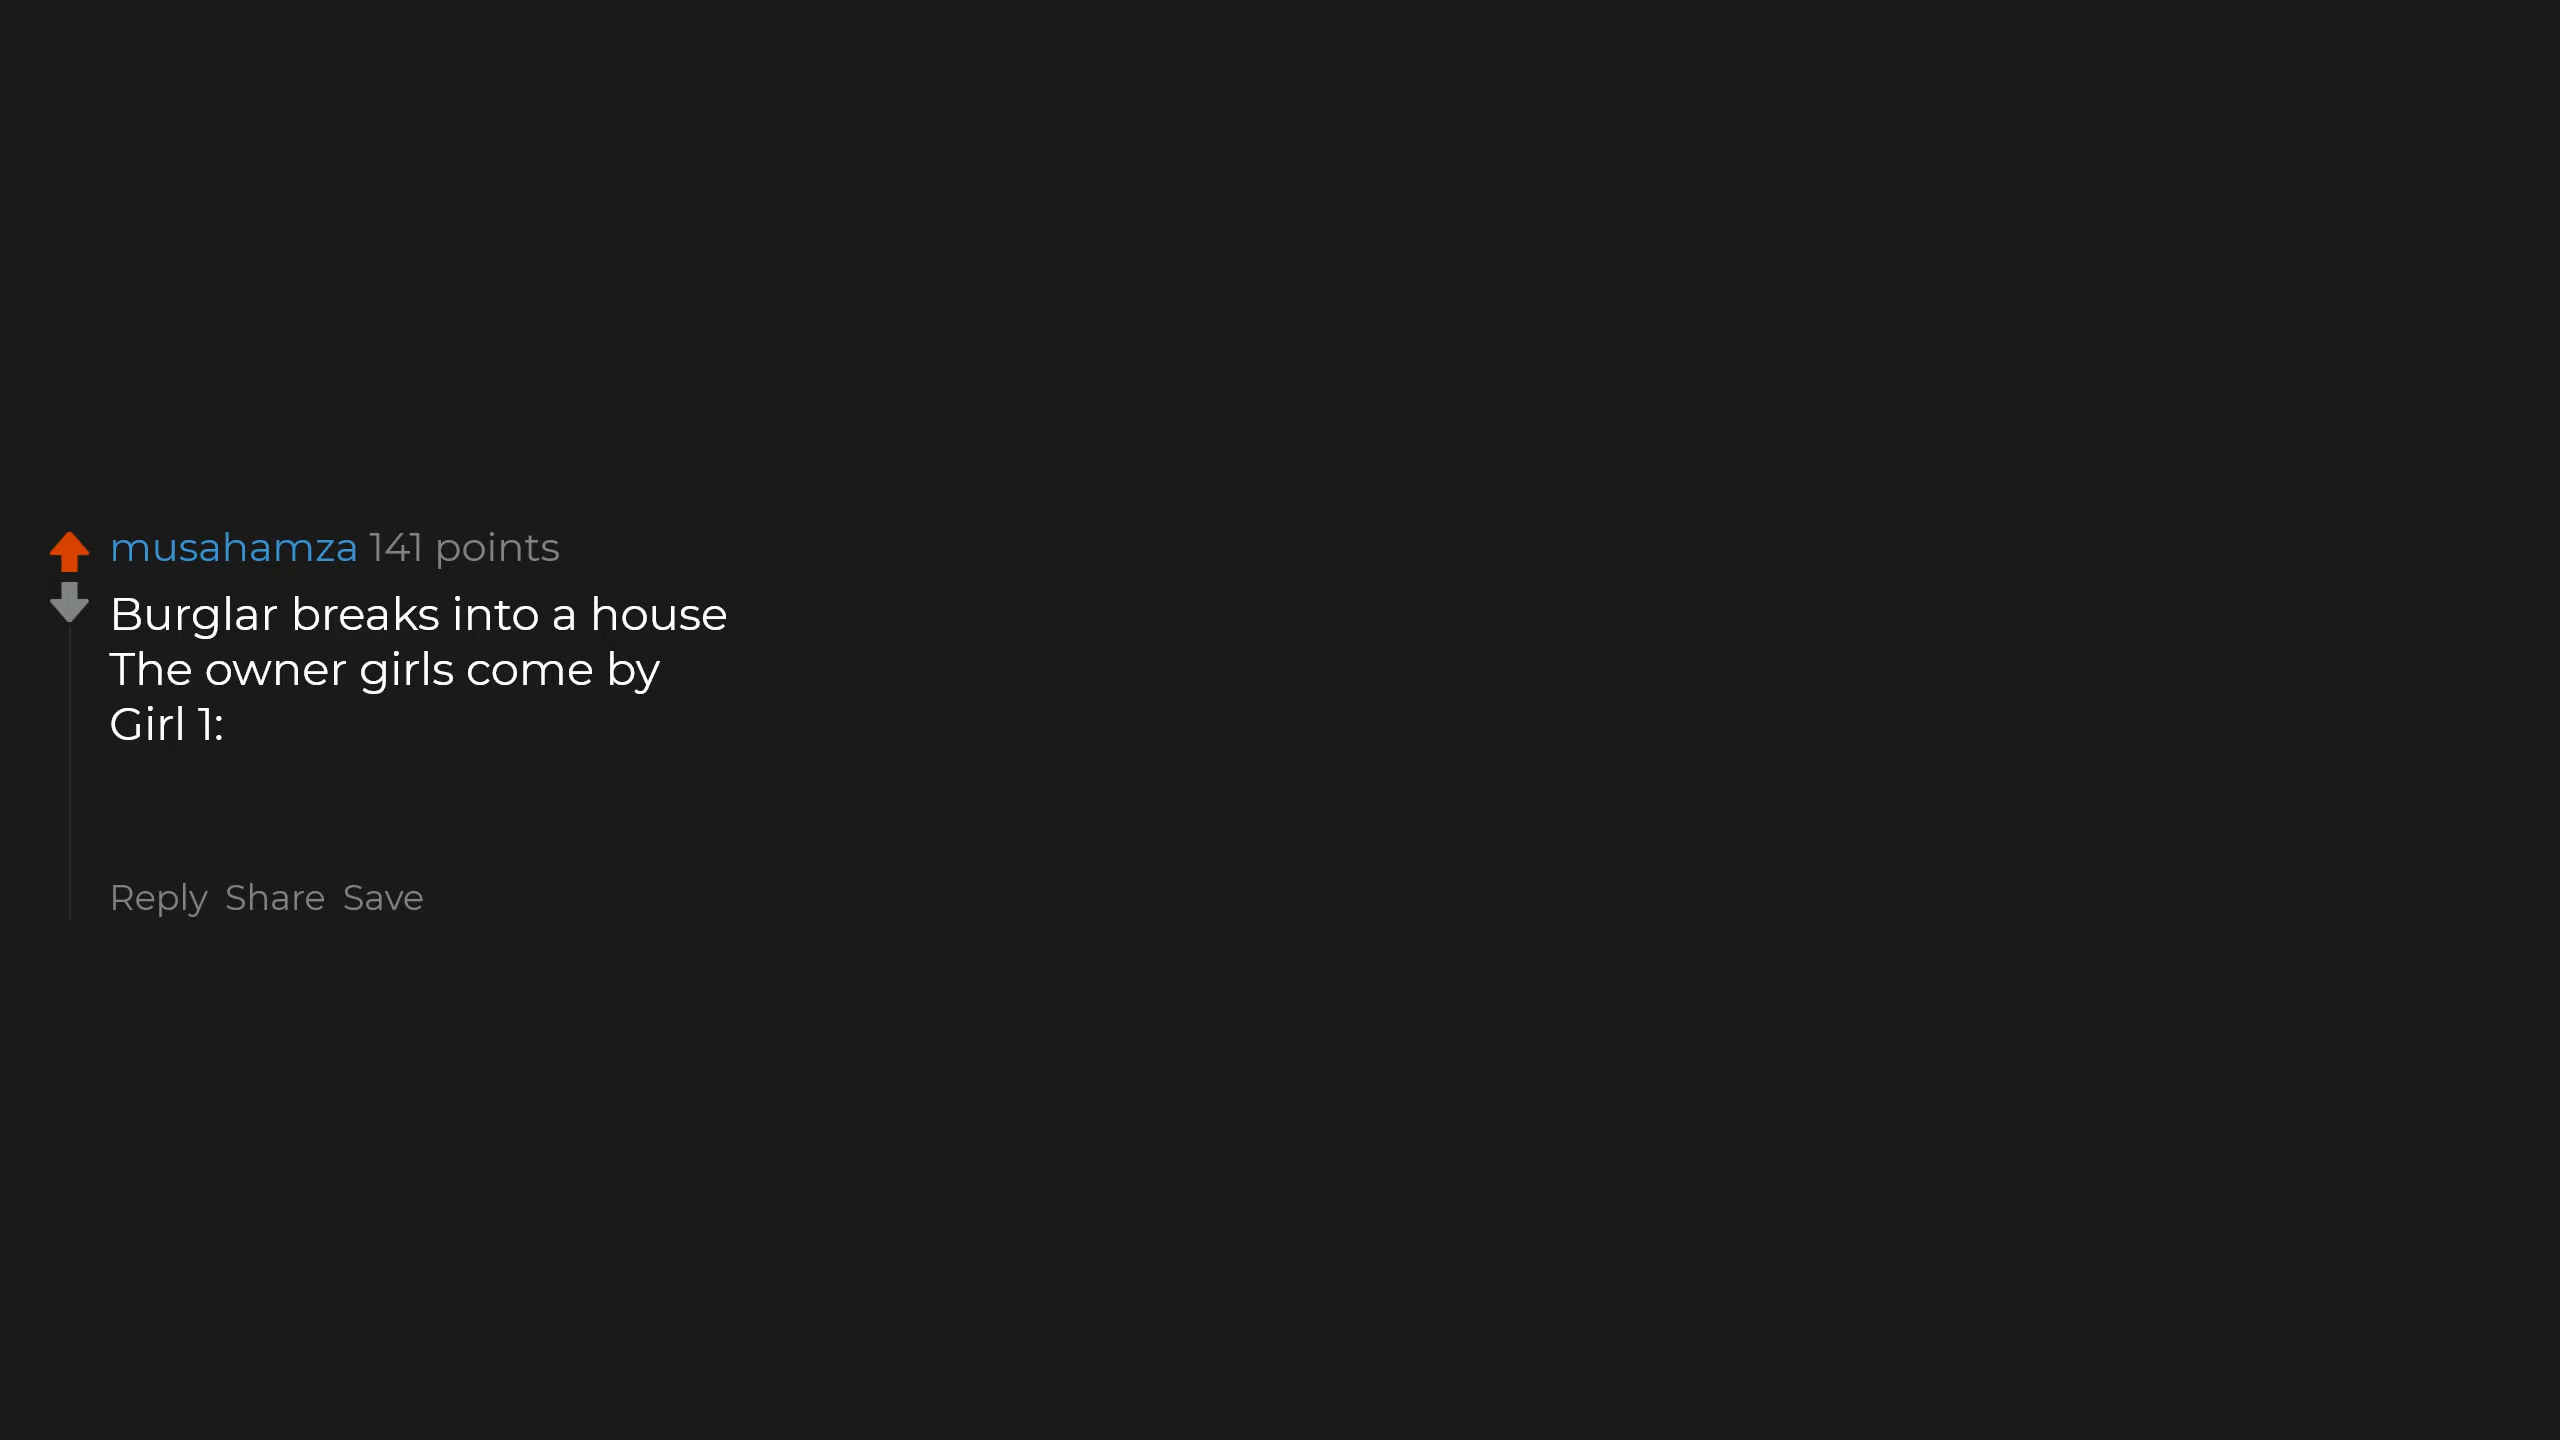 musahamza 141 points
Burglar breaks into a house
The owner girls come by
Girl 1:
Reply Share Save